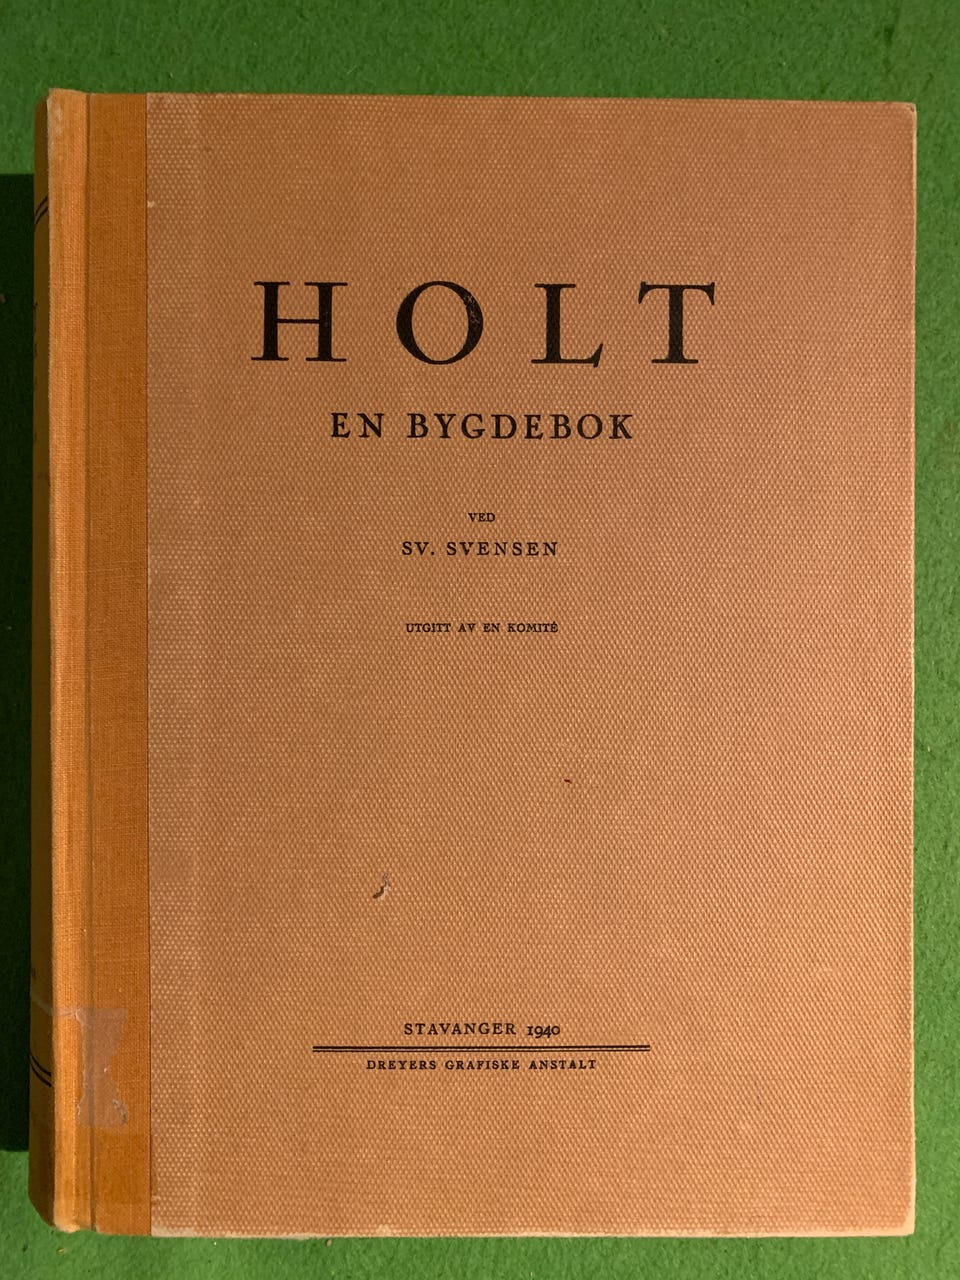 HOLT
EN BYGDEBOK
VED
SV. SVENSEN
UTGITT AV EN KOMITÉ
STAVANGER 1940
DREYERS GRAFISKE ANSTALT